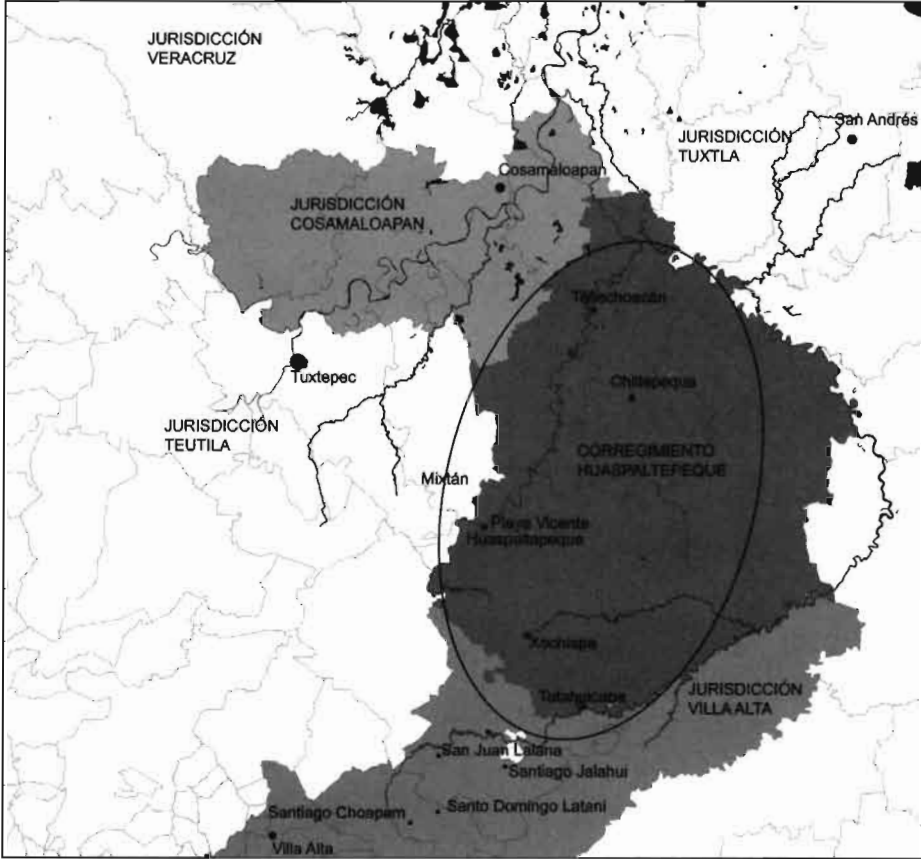 JURISDICCIÓN
VERACRUZ
San Andrés
JURISDICCIÓN
TUXTLA
Cosamaloapan
JURISDICCIÓN
COSAMALOAPAN
Chiltepeque
Tuxtepec
JURISDICCIÓN
TEUTILA
CORREGIMIENTO
HUASPALTEPEQUE
Mixtán
Playa Vicente
Huaspaltepeque
Xochiapa
JURISDICCIÓN
VILLA ALTA
San Juan Lalana
Santiago Jalahui
Santiago Choapam
Santo Domingo Latani
Villa Alta